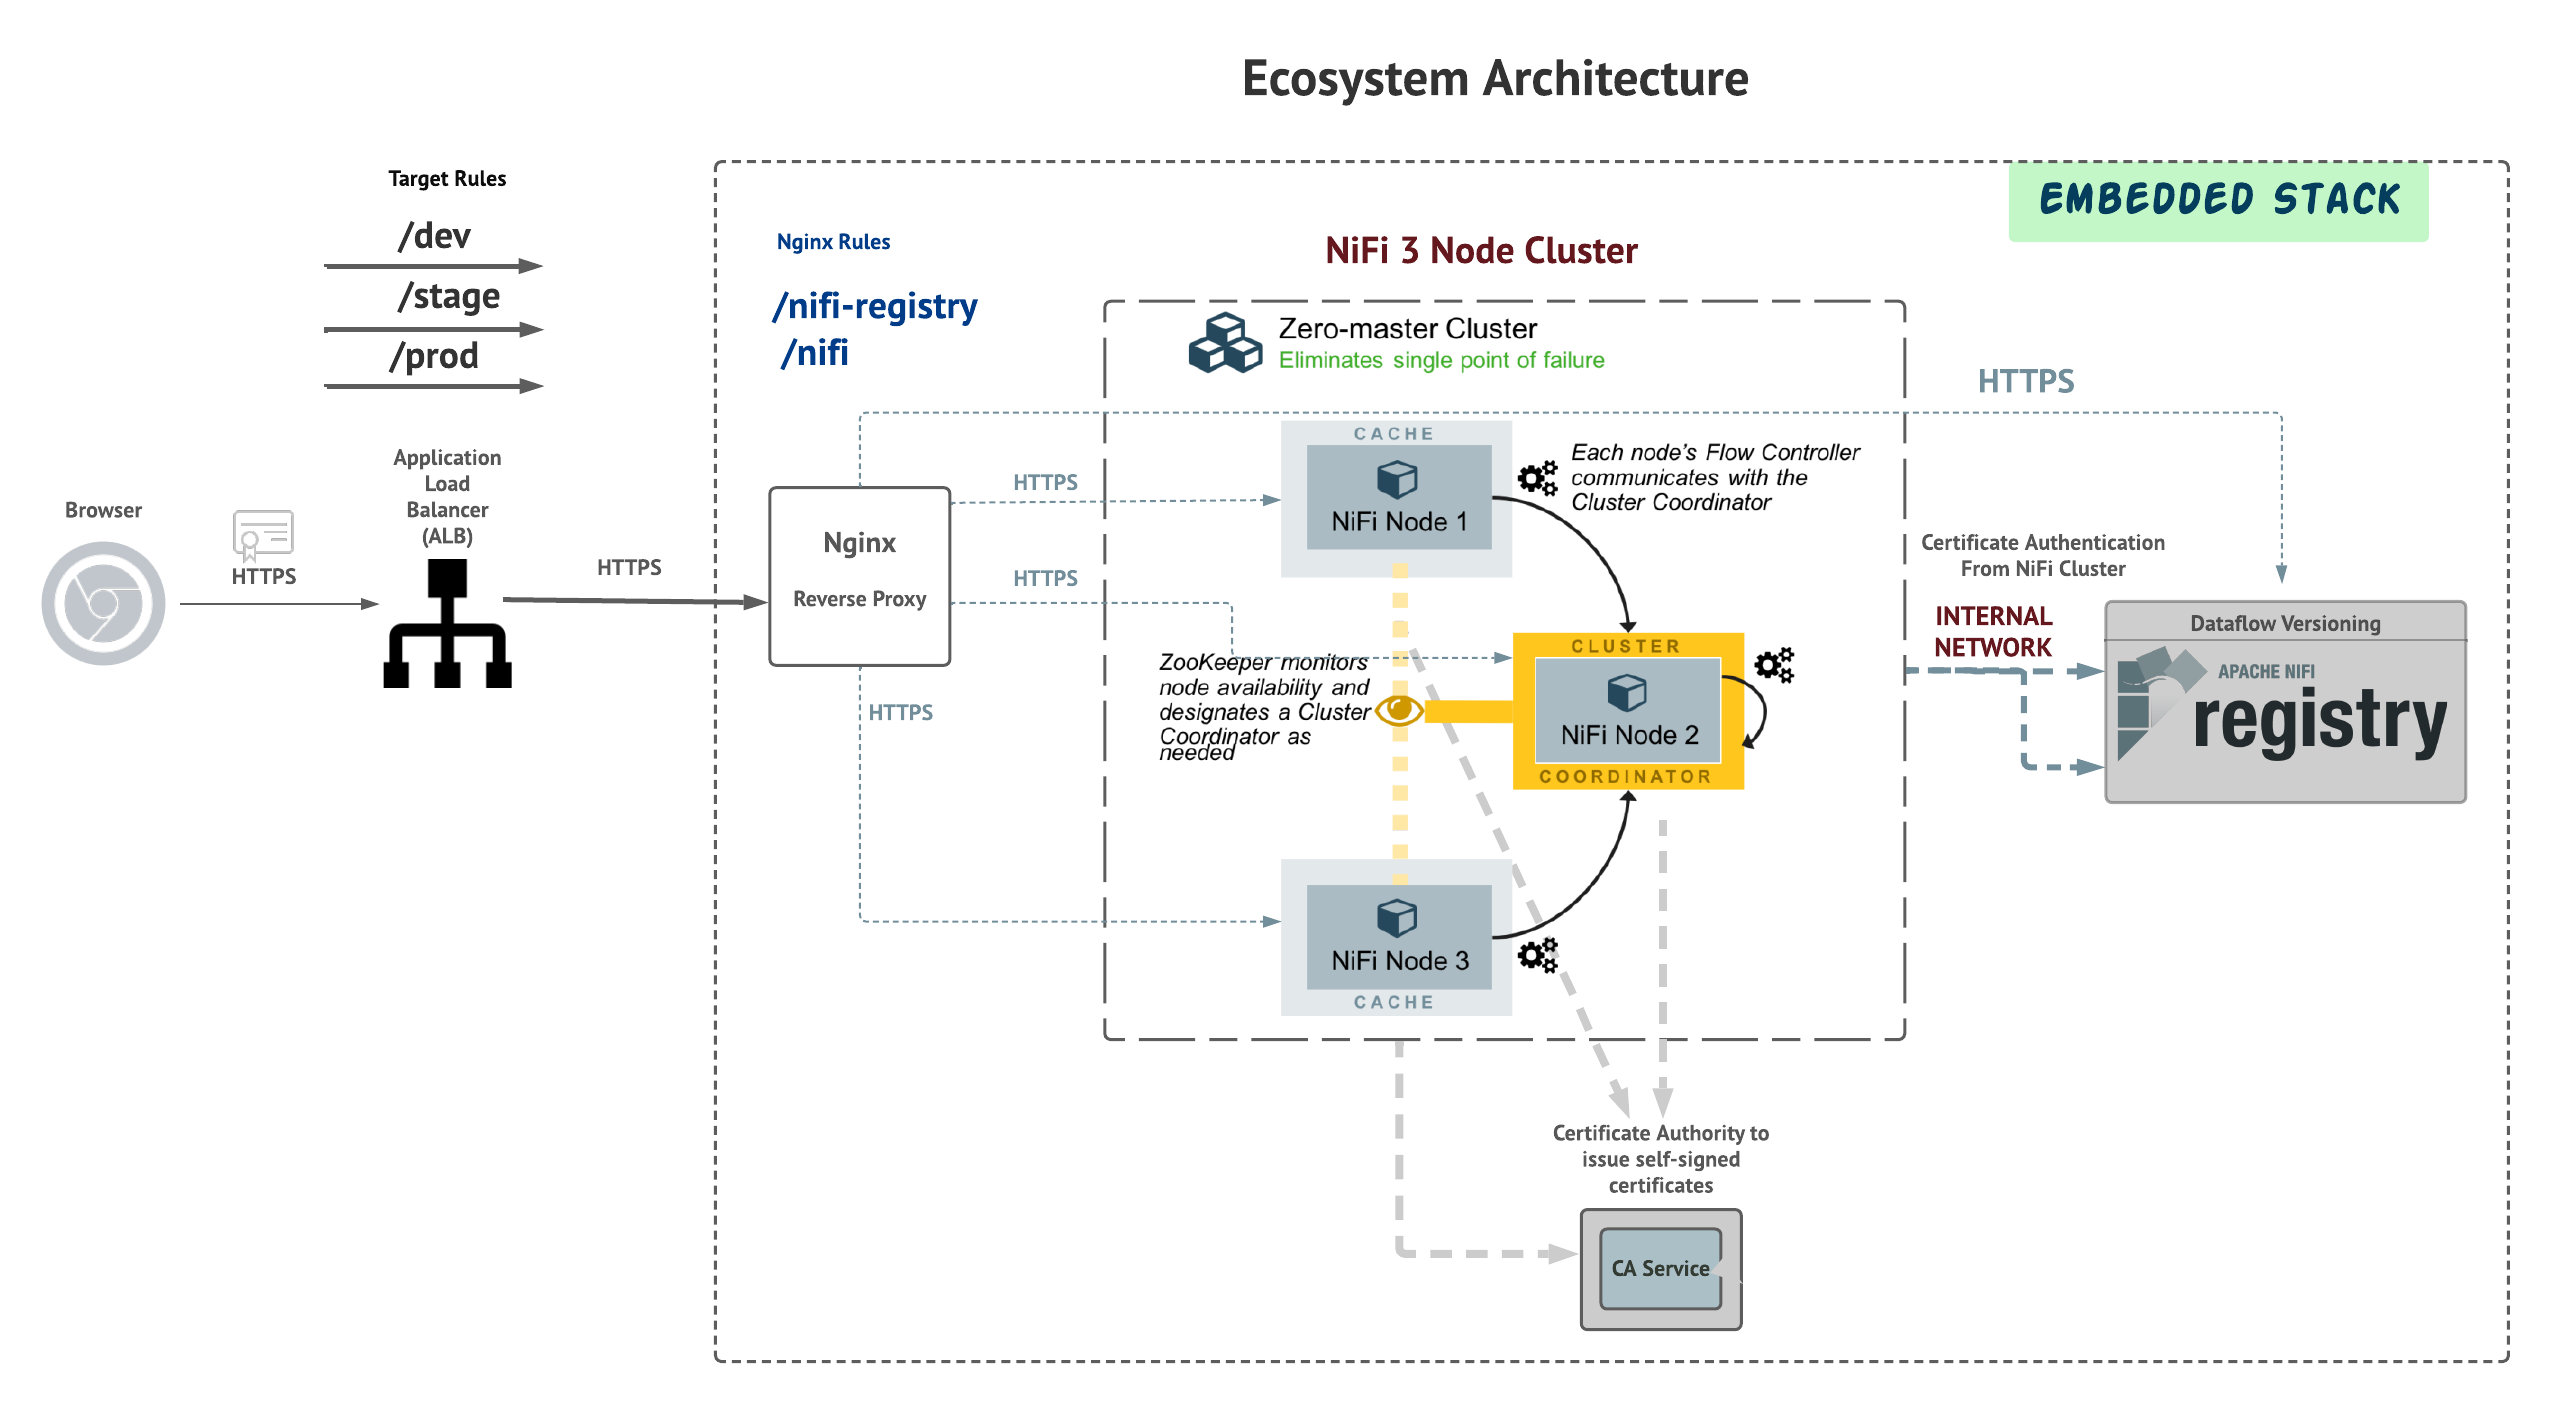 Ecosystem Architecture
Target Rules
/dev
/stage
/prod
EMBEDDED STACK
Nginx Rules
/nifi-registry
/nifi
NiFi 3 Node Cluster
Zero-master Cluster
Eliminates single point of failure
HTTPS
Browser
HTTPS
Application
Load
Balancer
(ALB)
HTTPS
Nginx
Reverse Proxy
HTTPS
HTTPS
HTTPS
CACHE
NiFi Node 1
Each node's Flow Controller
communicates with the
Cluster Coordinator
ZooKeeper monitors
node availability and
designates a Cluster
Coordinator as
needed
CLUSTER
NiFi Node 2
COORDINATOR
NiFi Node 3
CACHE
Certificate Authentication
From NiFi Cluster
INTERNAL
NETWORK
Dataflow Versioning
APACHE NIFI
registry
Certificate Authority to
issue self-signed
certificates
CA Service